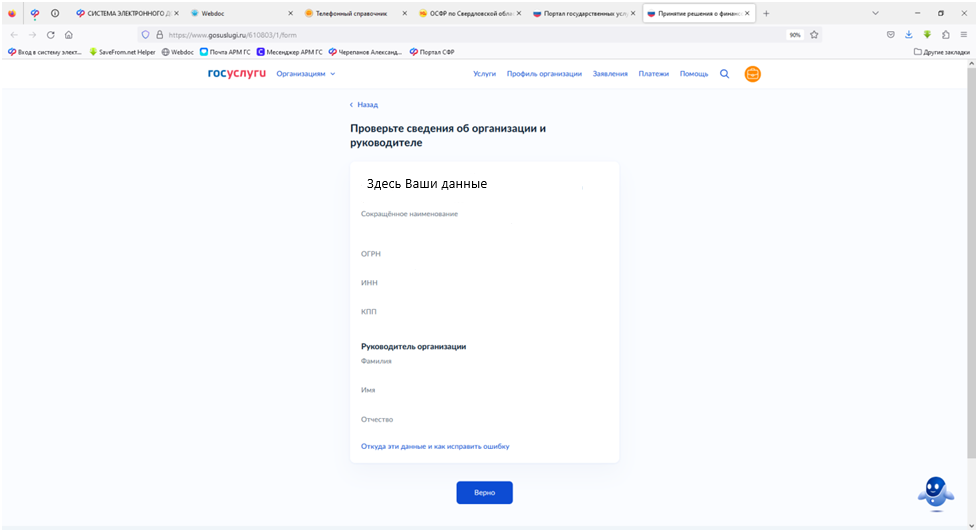 СИСТЕМА ЭЛЕКТРОННОГО Д
Webdoc
Телефонный справочник
ОСФР по Свердловской обла
Портал государственных услу
Принятие решения о финанс
https://www.gosuslugi.ru/610803/1/form
90%
Вход в систему элект...
SaveFrom.net Helper
Webdoc
Почта АРМ ГС
Месенджер АРМ ГС
Черепанов Александ...
Портал СФР
Другие закладки
госуслуги
Организациям
Услуги
Профиль организации
Заявления
Платежи
Помощь
Назад
Проверьте сведения об организации и
руководителе
Здесь Ваши данные
Сокращённое наименование
ОГРН
ИНН
КПП
Руководитель организации
Фамилия
Имя
Отчество
Откуда эти данные и как исправить ошибку
Верно